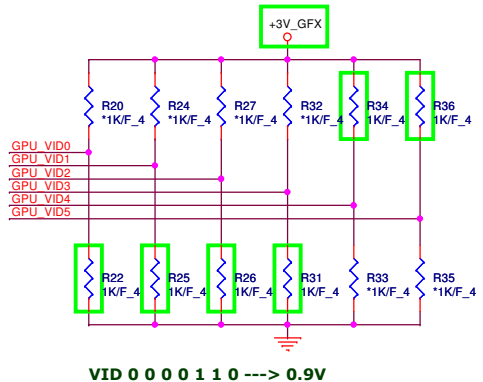 +3V_GFX
R20 R24 R27 R32 R34 R36
*1K/F_4 *1K/F_4 *1K/F_4 *1K/F_4 1K/F_4 1K/F_4
GPU_VID0
GPU_VID1
GPU_VID2
GPU_VID3
GPU_VID4
GPU_VID5
R22 R25 R26 R31 R33 R35
1K/F_4 1K/F_4 1K/F_4 1K/F_4 *1K/F_4 *1K/F_4
VID 0 0 0 0 1 1 0 ---> 0.9V